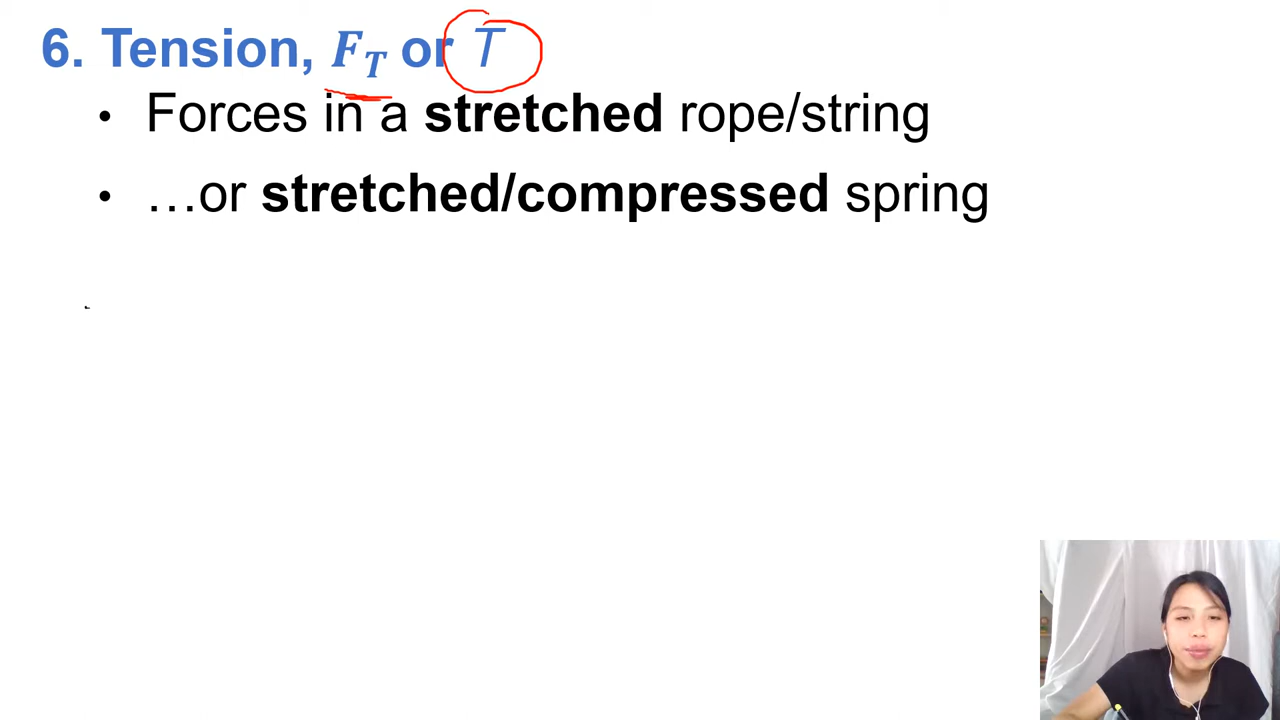 6. Tension, F_T or T
• Forces in a stretched rope/string
• …or stretched/compressed spring